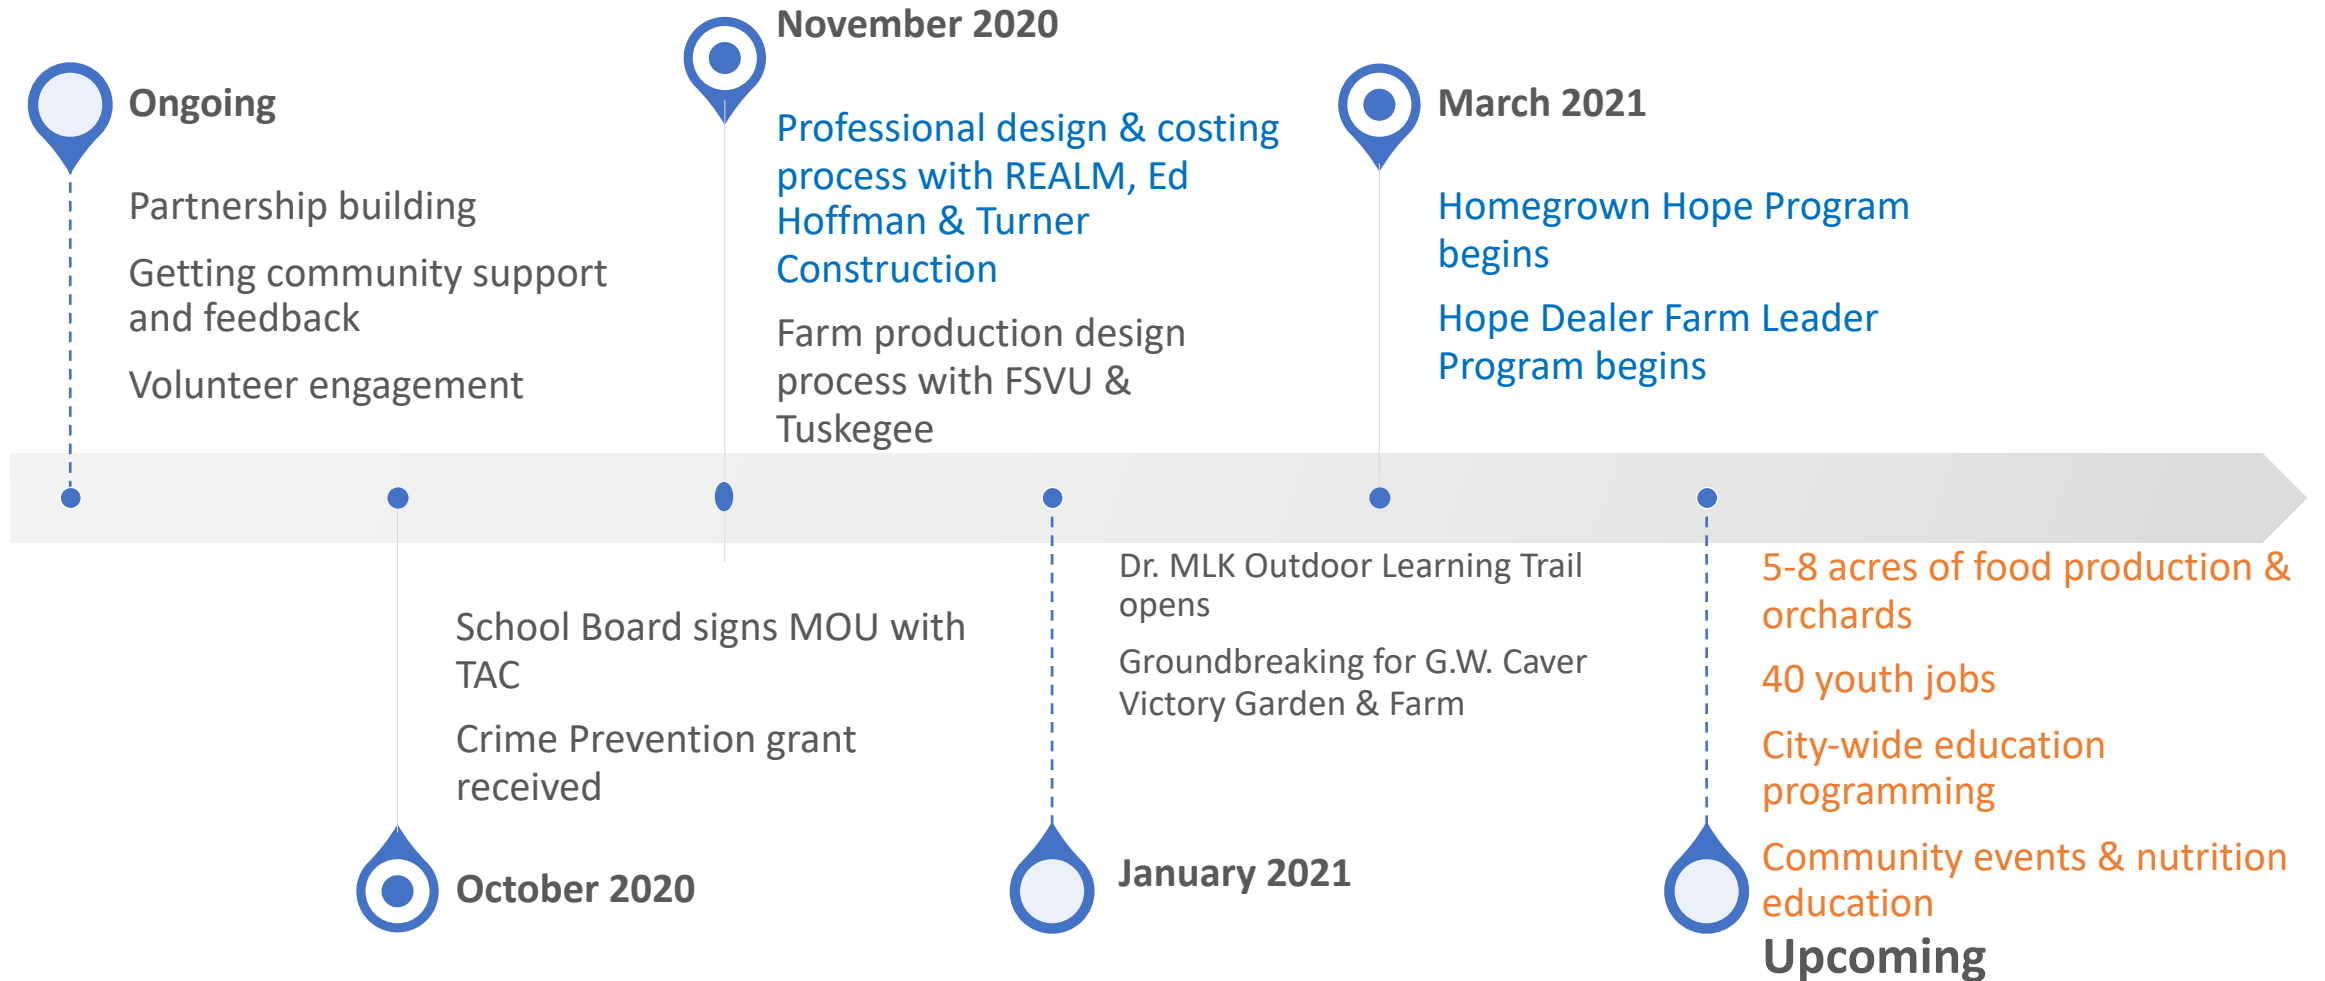 Ongoing
Partnership building
Getting community support
and feedback
Volunteer engagement
School Board signs MOU with
TAC
Crime Prevention grant
received
October 2020
November 2020
Professional design & costing
process with REALM, Ed
Hoffman & Turner
Construction
Farm production design
process with FSVU &
Tuskegee
Dr. MLK Outdoor Learning Trail
opens
Groundbreaking for G.W. Caver
Victory Garden & Farm
January 2021
March 2021
Homegrown Hope Program
begins
Hope Dealer Farm Leader
Program begins
5-8 acres of food production &
orchards
40 youth jobs
City-wide education
programming
Community events & nutrition
education
Upcoming